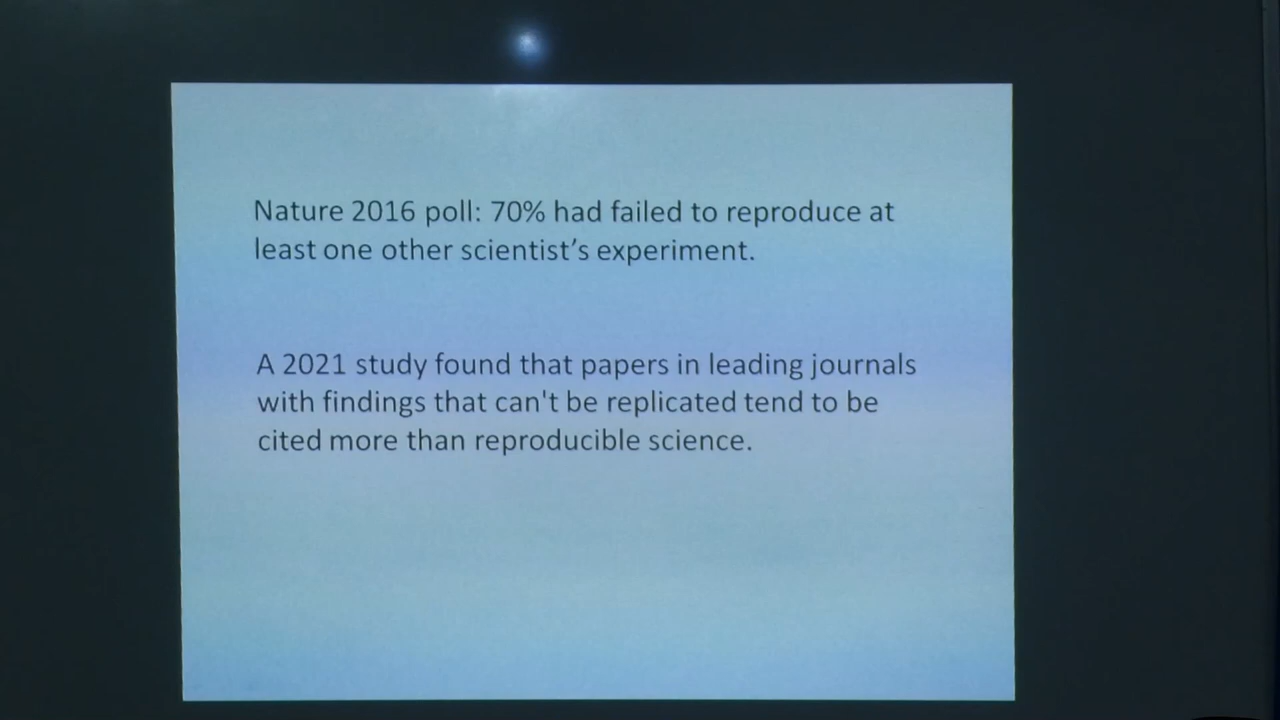 Nature 2016 poll: 70% had failed to reproduce at
least one other scientist’s experiment.
A 2021 study found that papers in leading journals
with findings that can't be replicated tend to be
cited more than reproducible science.